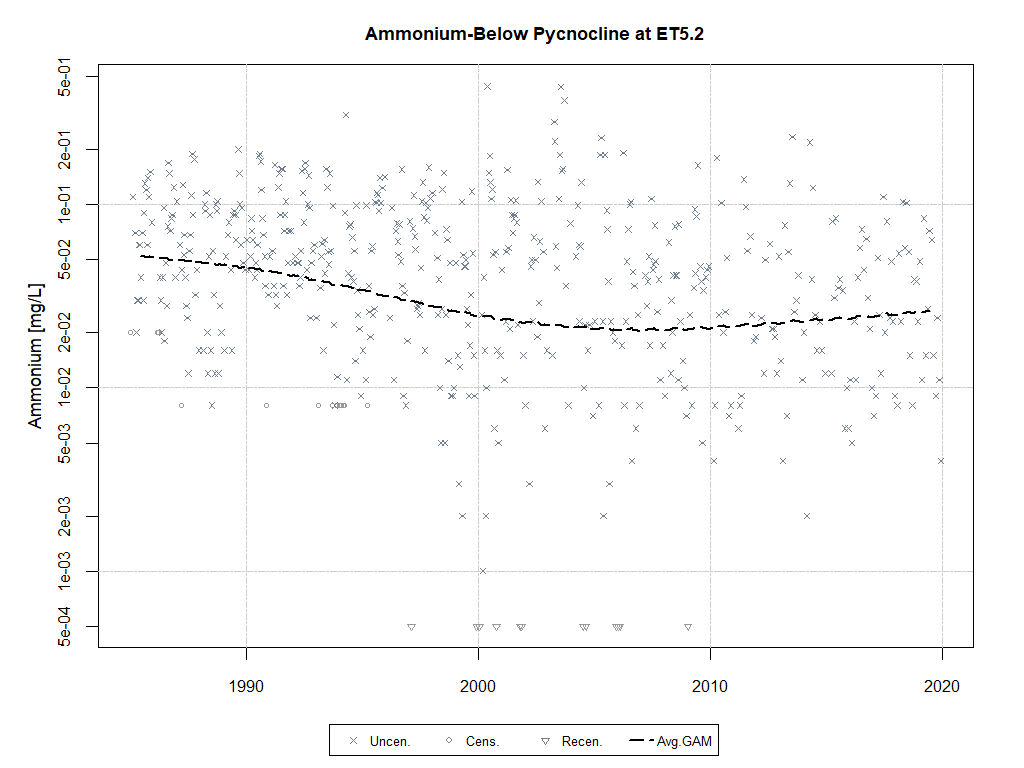 Ammonium-Below Pycnocline at ET5.2
Ammonium [mg/L]
5e-01
2e-01
1e-01
5e-02
2e-02
1e-02
5e-03
2e-03
1e-03
5e-04
1990 2000 2010 2020
Uncen. Cens. Recen. Avg.GAM